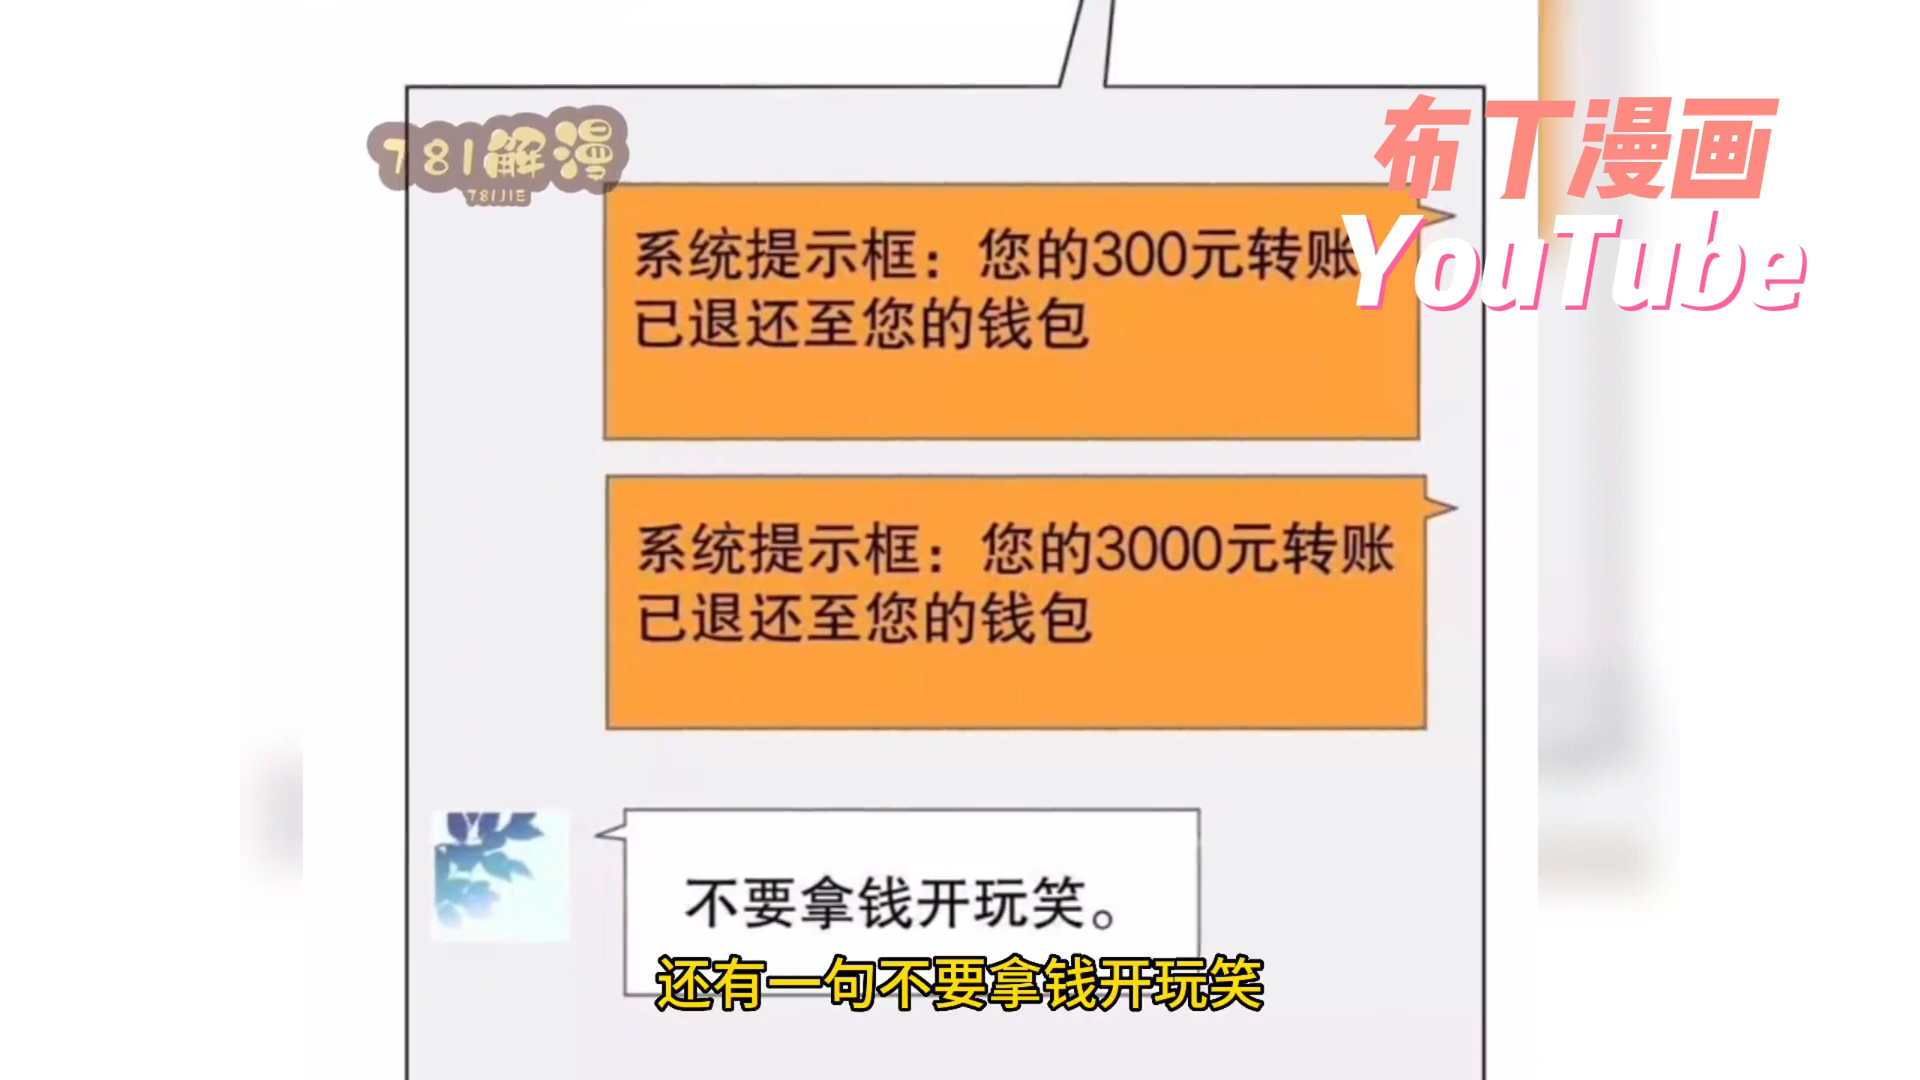 781解漫
781JIE
布丁漫画
YouTube
系统提示框：您的300元转账
已退还至您的钱包
系统提示框：您的3000元转账
已退还至您的钱包
不要拿钱开玩笑。
还有一句不要拿钱开玩笑